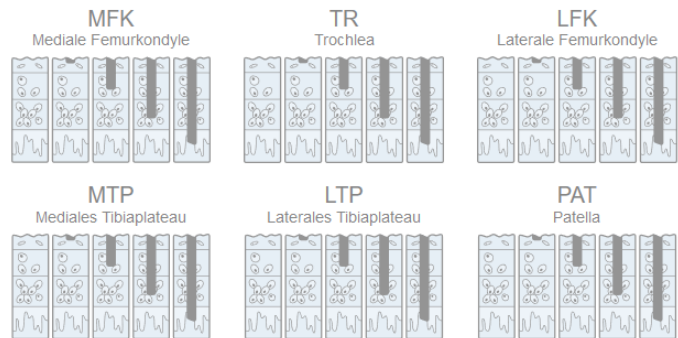 MFK
Mediale Femurkondyle
TR
Trochlea
LFK
Laterale Femurkondyle
MTP
Mediales Tibiaplateau
LTP
Laterales Tibiaplateau
PAT
Patella